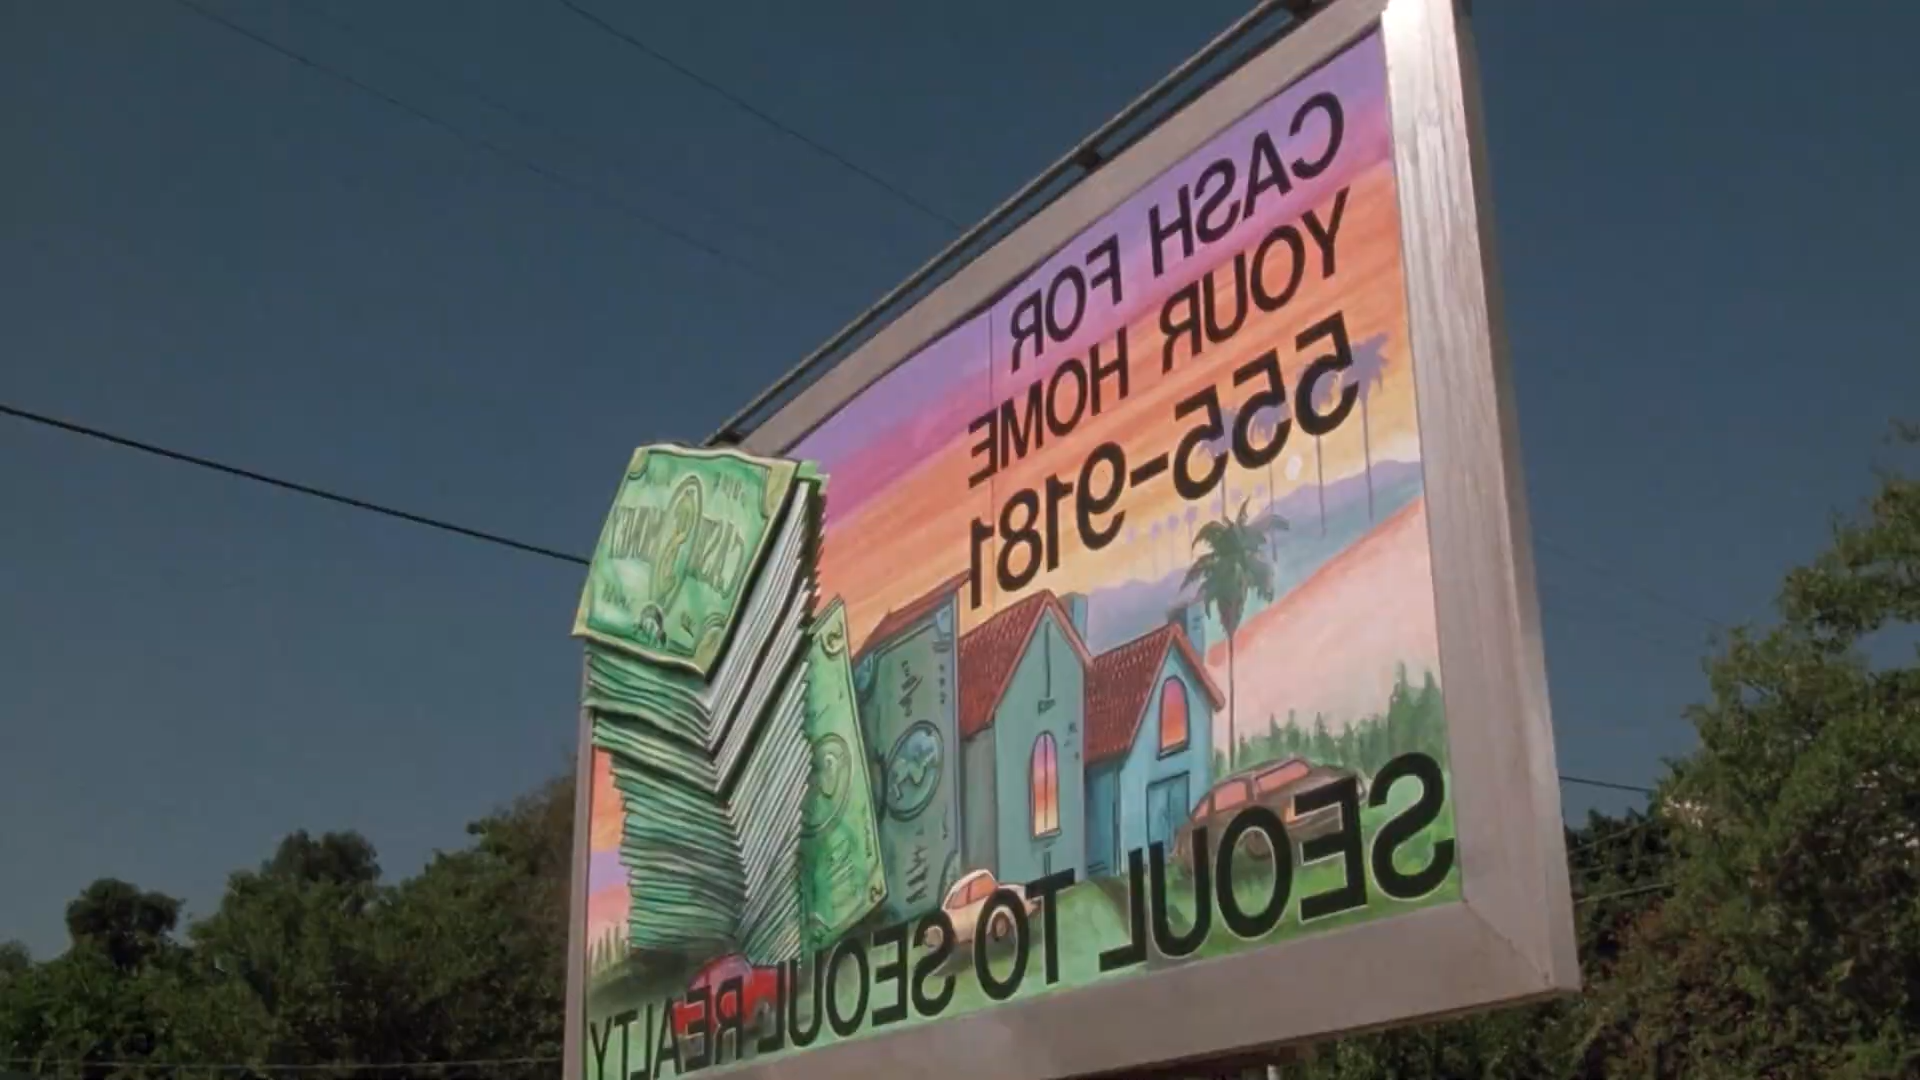 CASH FOR
YOUR HOME
555-9181
SEOUL TO SEOUL REALTY